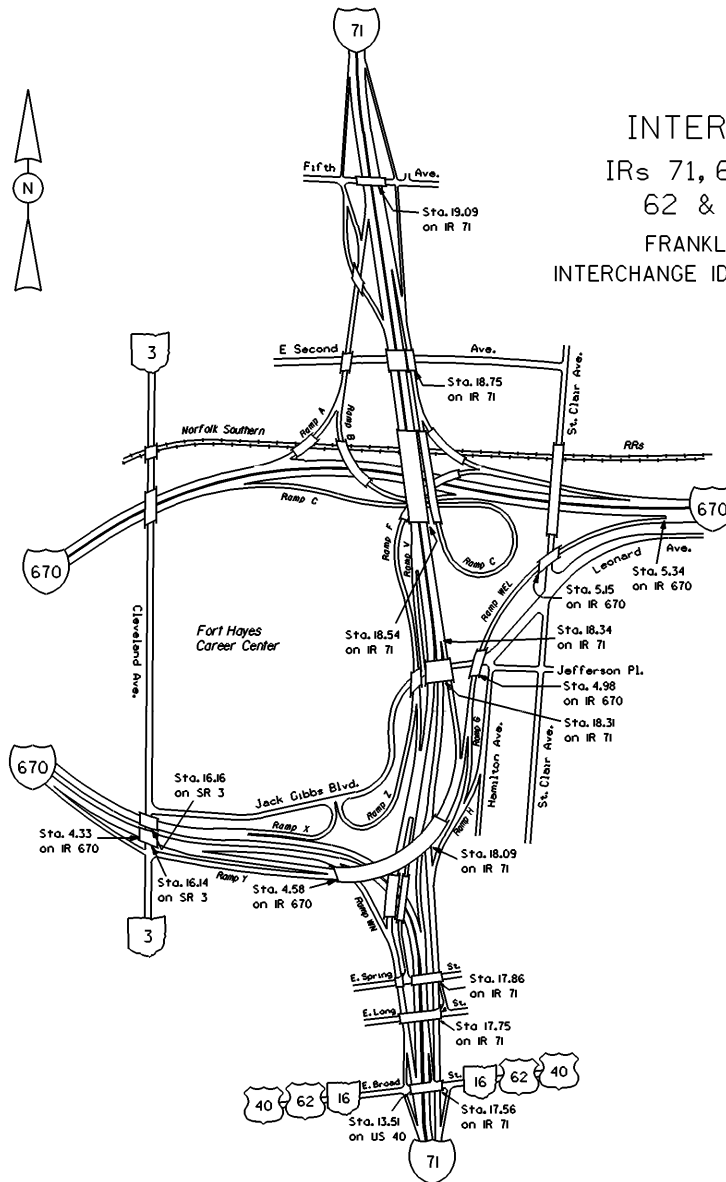 71
N
INTER
IRs 71, 6
62 &
FRANKL
INTERCHANGE ID
Fifth
Ave.
Sta. 19.09
on IR 71
3
E Second
Ave.
St. Clair Ave.
Sta. 18.75
on IR 71
Norfolk Southern
Ramp A
Ramp B
RRs
Ramp C
670
670
Ramp F
Ramp V
Ramp C
Leonard
Ave.
Sta. 5.34
on IR 670
Ramp WEL
Sta. 5.15
on IR 670
Cleveland Ave.
Fort Hayes
Career Center
Sta. 18.54
on IR 71
Sta. 18.34
on IR 71
Jefferson Pl.
Sta. 4.98
on IR 670
Sta. 18.31
on IR 71
Ramp G
Hamilton Ave.
St. Clair Ave.
670
Sta. 16.16
on SR 3
Jack Gibbs Blvd.
Ramp Z
Ramp X
Ramp H
Sta. 4.33
on IR 670
Sta. 18.09
on IR 71
Ramp Y
Sta. 4.58
on IR 670
Sta. 16.14
on SR 3
Ramp WN
3
E. Spring
St.
Sta. 17.86
on IR 71
E. Long
St.
Sta 17.75
on IR 71
40
62
16
E. Broad
St.
16
62
40
Sta. 13.51
on US 40
Sta. 17.56
on IR 71
71